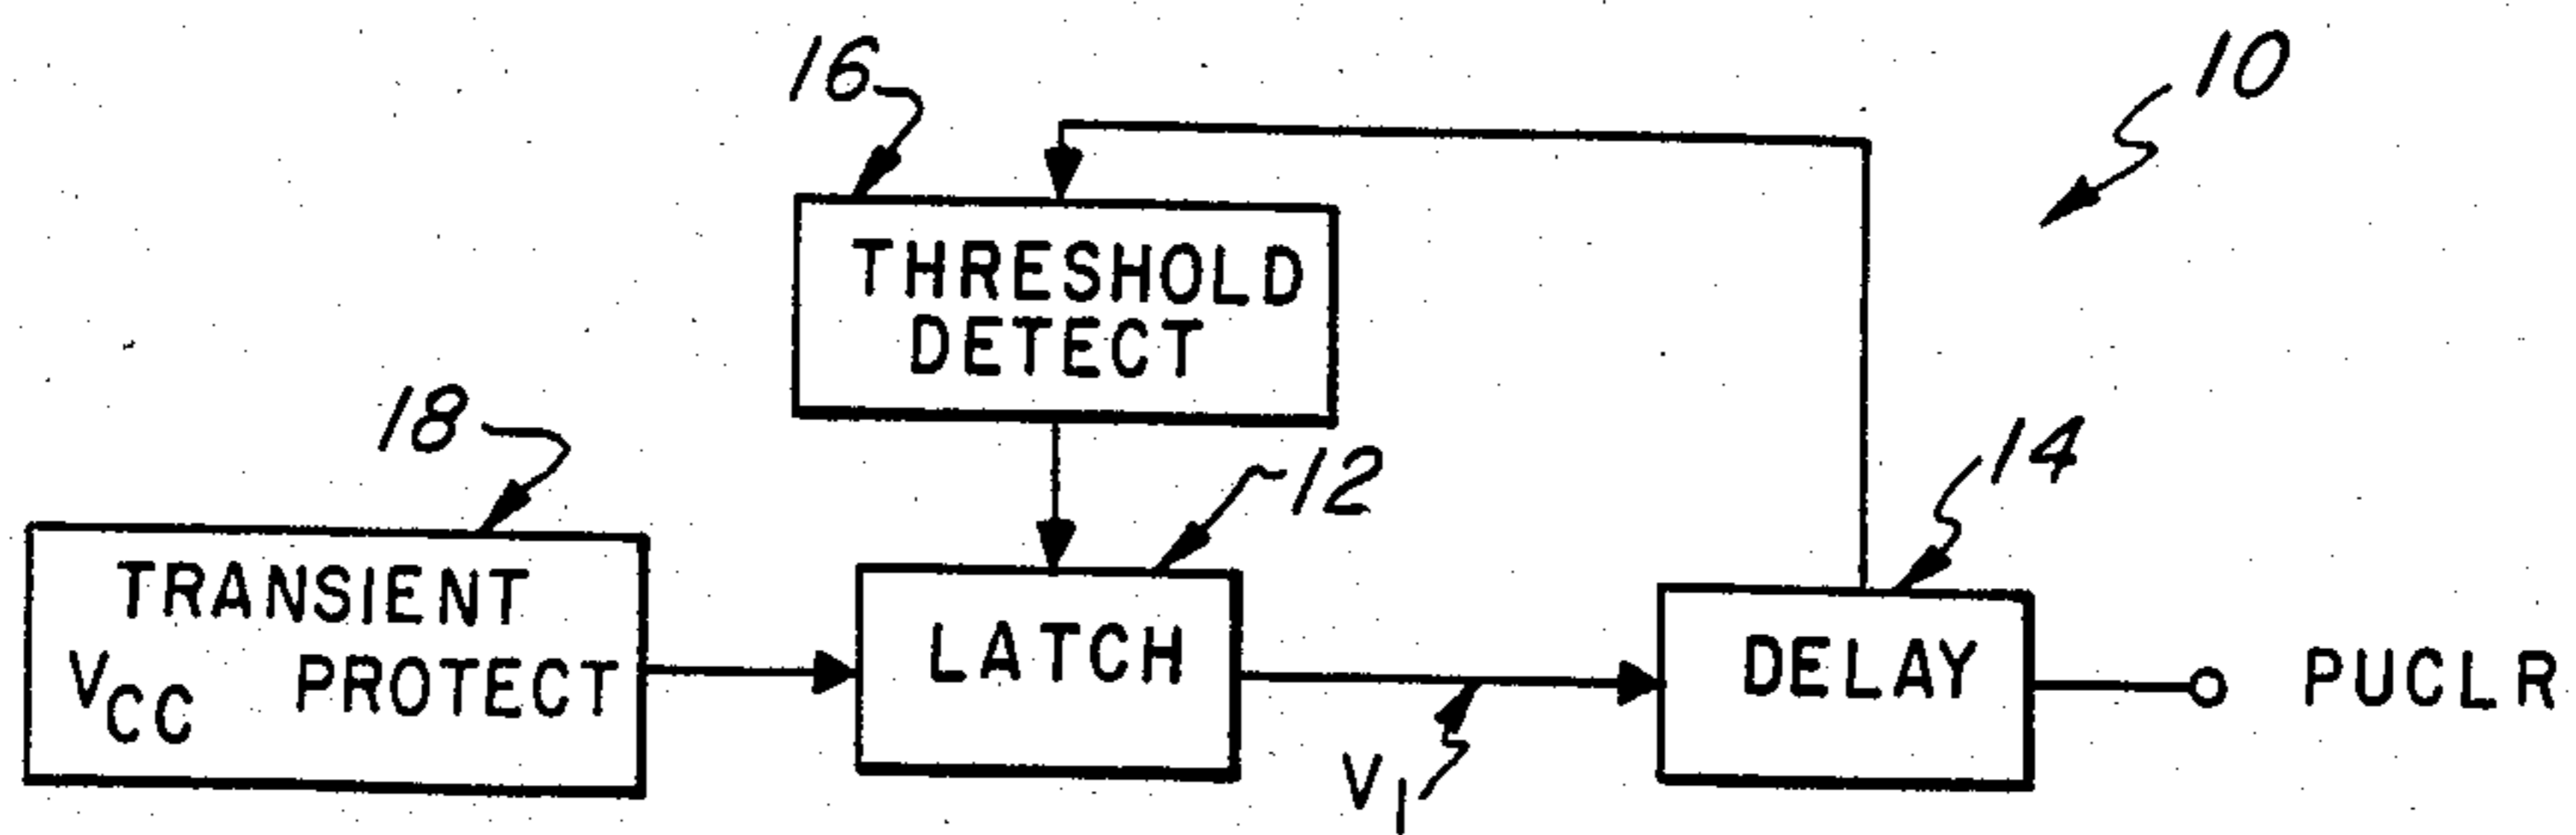 16
10
THRESHOLD
DETECT
18
12
14
TRANSIENT
VCC PROTECT
LATCH
DELAY
PUCLR
V1